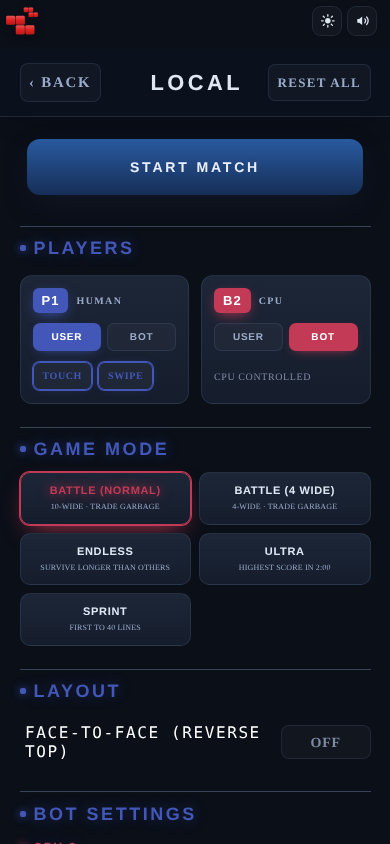 ‹ BACK
LOCAL
RESET ALL
START MATCH
PLAYERS
P1 HUMAN
USER BOT
TOUCH SWIPE
B2 CPU
USER BOT
CPU CONTROLLED
GAME MODE
BATTLE (NORMAL)
10-WIDE · TRADE GARBAGE
BATTLE (4 WIDE)
4-WIDE · TRADE GARBAGE
ENDLESS
SURVIVE LONGER THAN OTHERS
ULTRA
HIGHEST SCORE IN 2:00
SPRINT
FIRST TO 40 LINES
LAYOUT
FACE-TO-FACE (REVERSE
TOP)
OFF
BOT SETTINGS